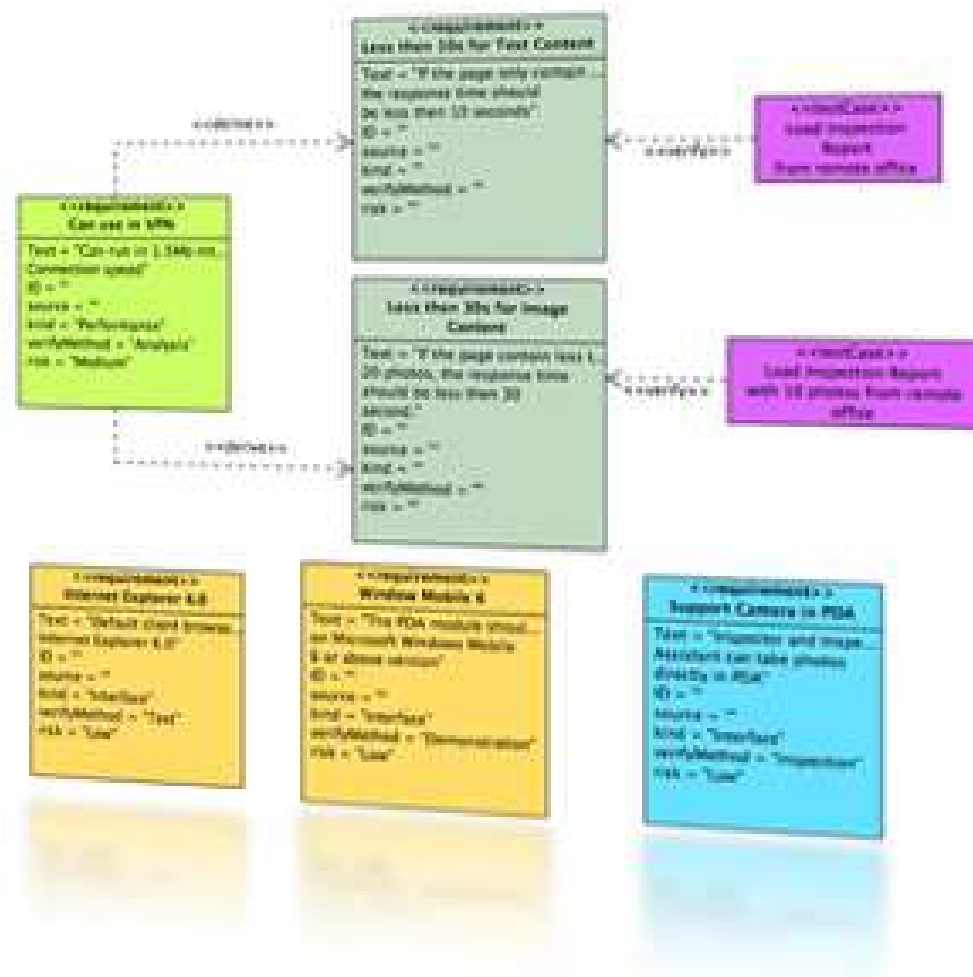 <<requirement>>
Less then 10s for Text Content
Text = "If the page only contain ...
the response time should
be less then 10 seconds"
ID = ""
source = ""
kind = ""
verifyMethod = ""
risk = ""
<<derive>>
<<testCase>>
Load Inspection
Report
from remote office
<<verify>>
<<requirement>>
Can use in VPN
Text = "Can run in
Connection speed"
ID = ""
source = ""
kind = "Performance"
verifyMethod = "Analysis"
risk = "Medium"
<<requirement>>
Less then 30s for Image
Content
Text = "If the page contain less t...
20 photos, the response time
should be less then 30
second."
ID = ""
source = ""
kind = ""
verifyMethod = ""
risk = ""
<<testCase>>
Load Inspection Report
with 10 photos from remote
office
<<verify>>
<<derive>>
<<requirement>>
Internet Explorer 6.0
Text = "Default client browse...
Internet Explorer 6.0"
ID = ""
source = ""
kind = "Interface"
verifyMethod = "Test"
risk = "Low"
<<requirement>>
Window Mobile 6
Text = "The PDA module shoul...
on Microsoft Windows Mobile
6 or above version"
ID = ""
source = ""
kind = "Interface"
verifyMethod = "Demonstration"
risk = "Low"
<<requirement>>
Support Camera in PDA
Text = "Inspector and Inspe...
Assistant can take photos
directly in PDA"
ID = ""
source = ""
kind = "Interface"
verifyMethod = "Inspection"
risk = "Low"